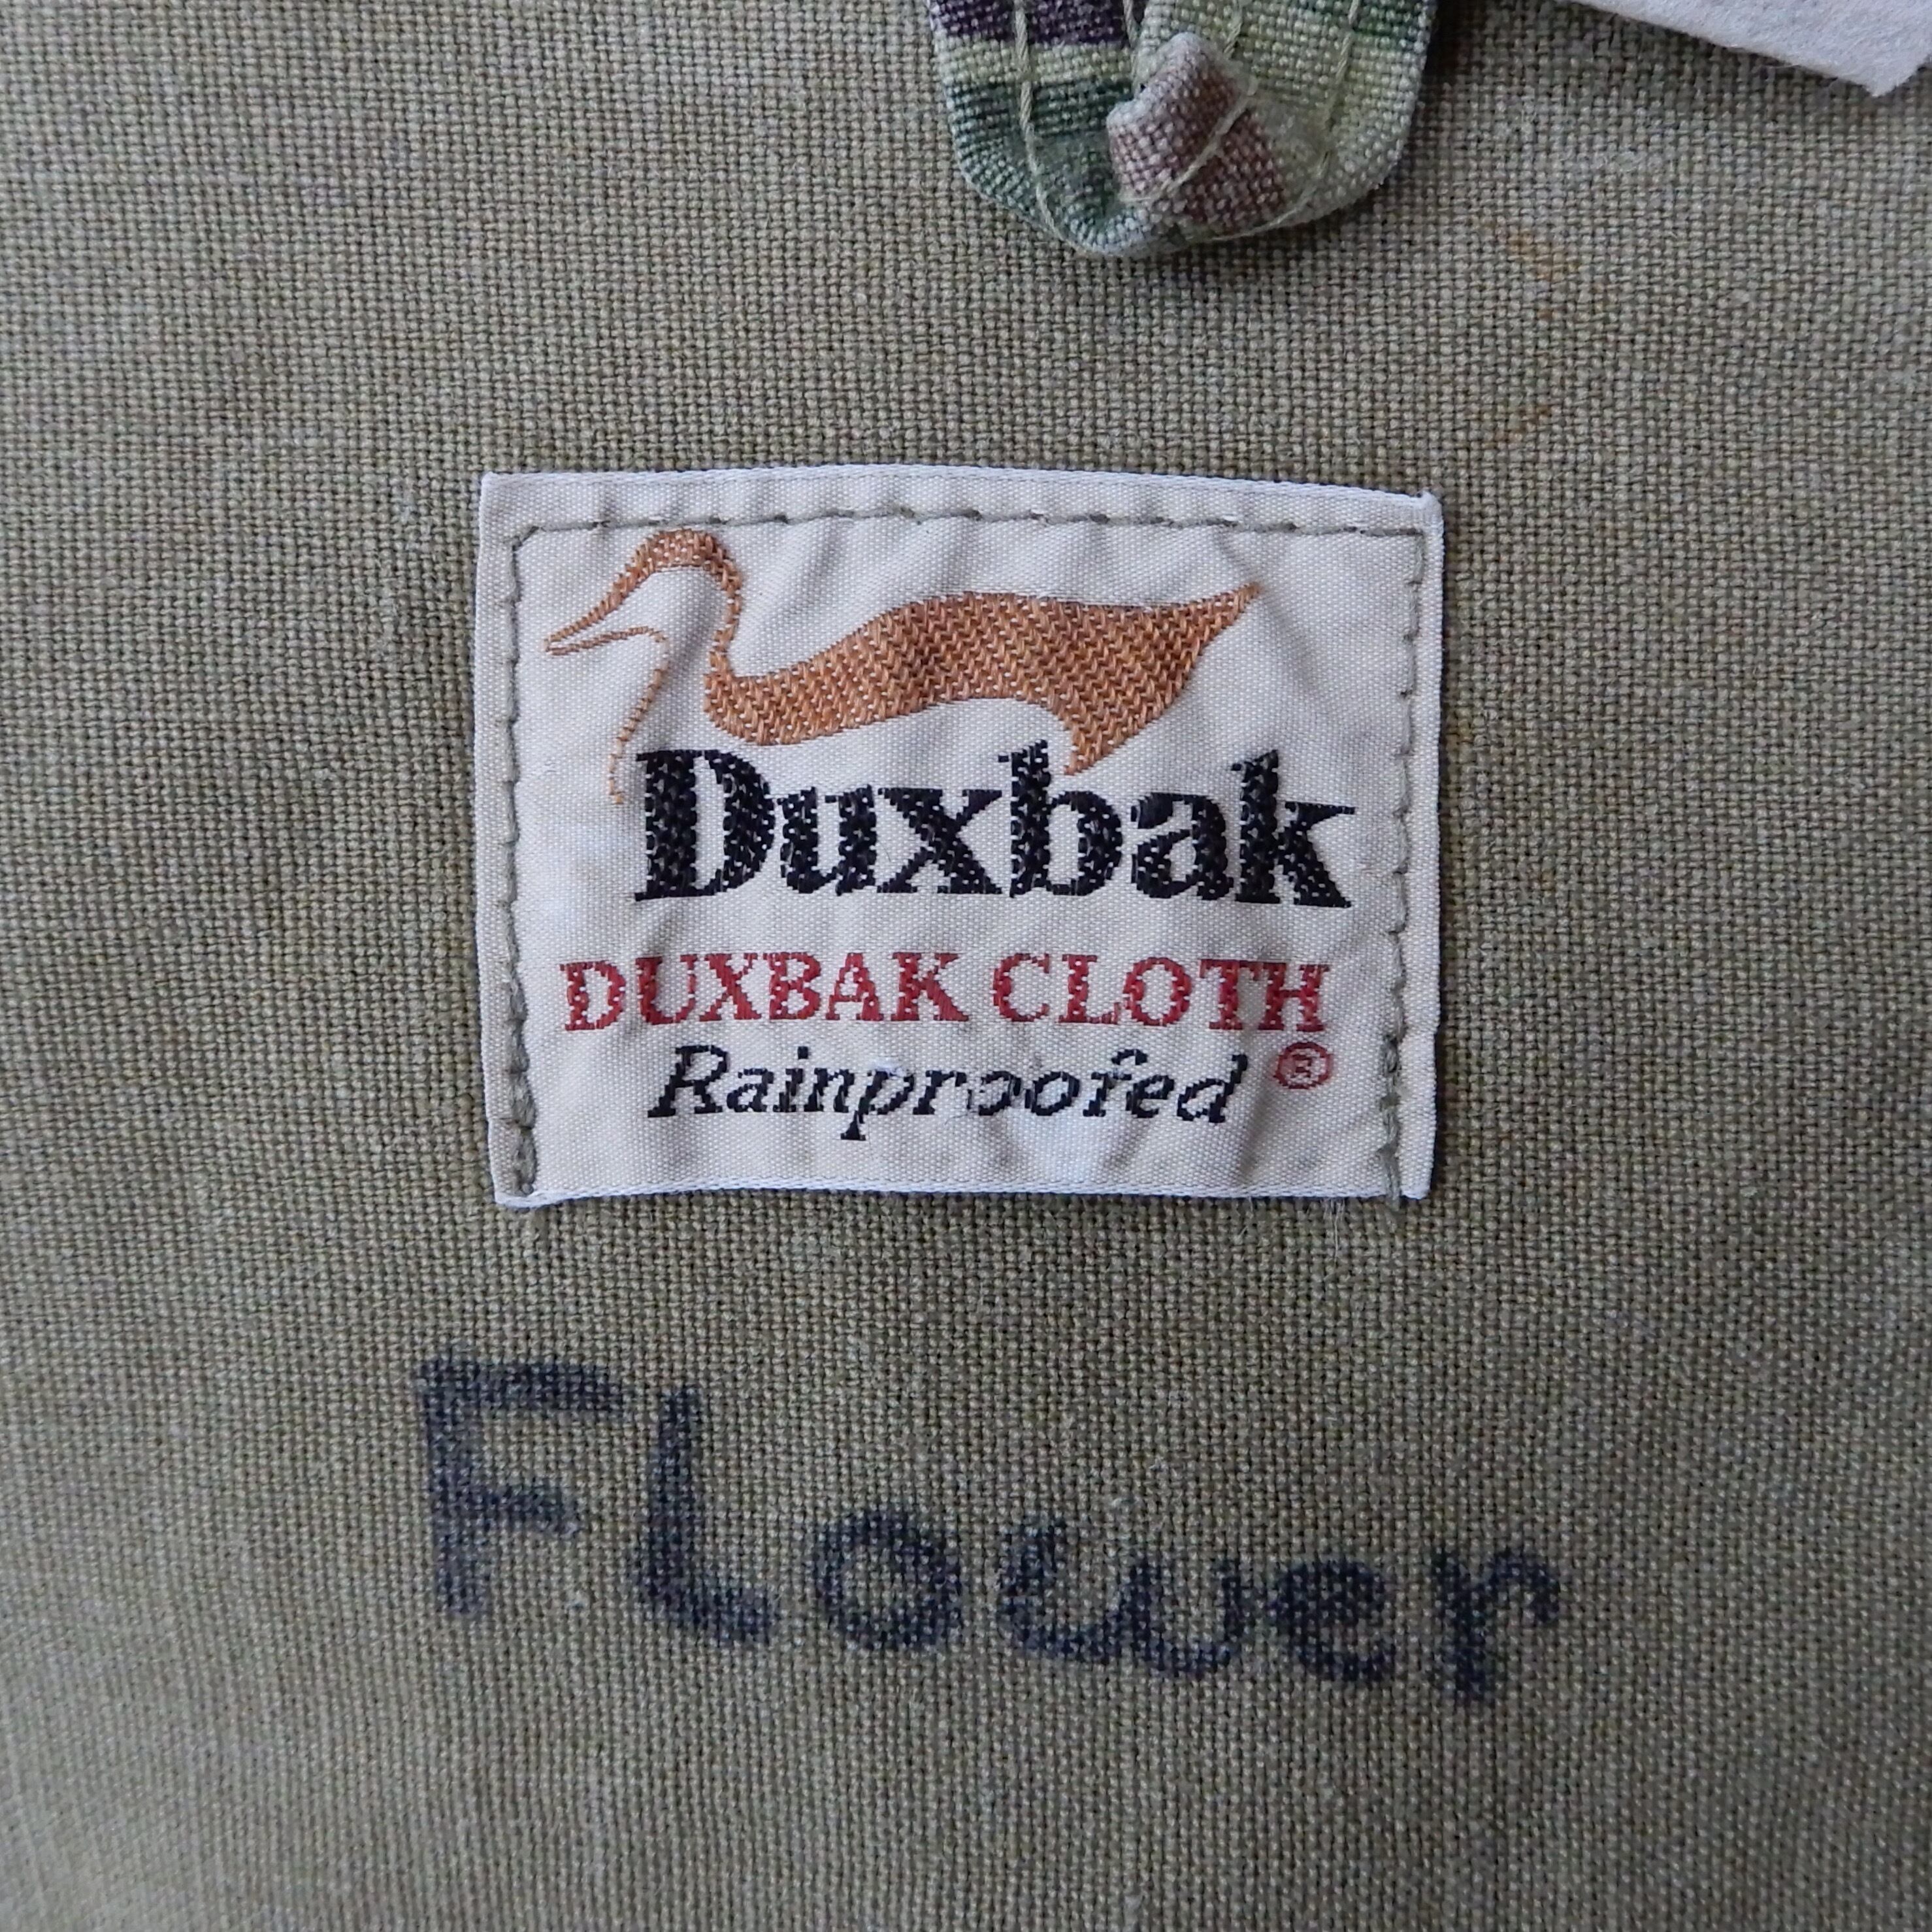 Duxbak
DUXBAK CLOTH
Rainproofed ®
FLower